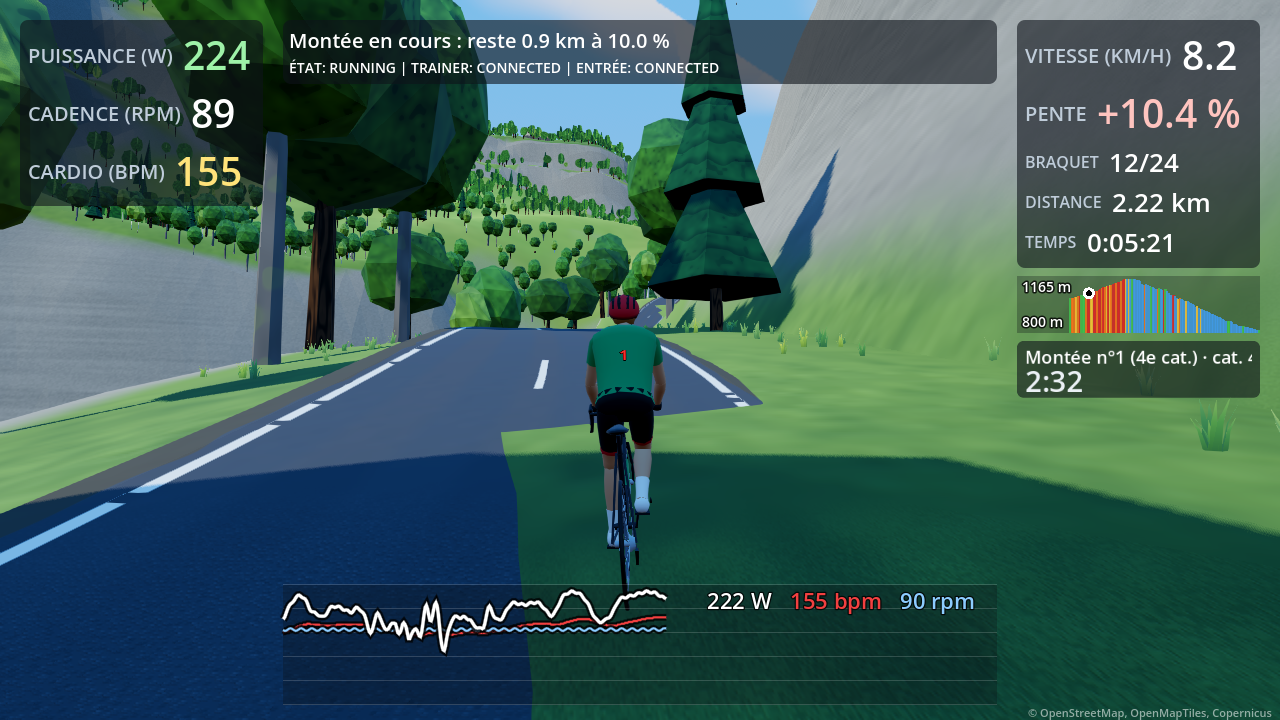 PUISSANCE (W) 224
CADENCE (RPM) 89
CARDIO (BPM) 155
Montée en cours : reste 0.9 km à 10.0 %
ÉTAT: RUNNING | TRAINER: CONNECTED | ENTRÉE: CONNECTED
VITESSE (KM/H) 8.2
PENTE +10.4 %
BRAQUET 12/24
DISTANCE 2.22 km
TEMPS 0:05:21
1165 m
800 m
Montée n°1 (4e cat.) · cat.
2:32
1
222 W 155 bpm 90 rpm
© OpenStreetMap, OpenMapTiles, Copernicus